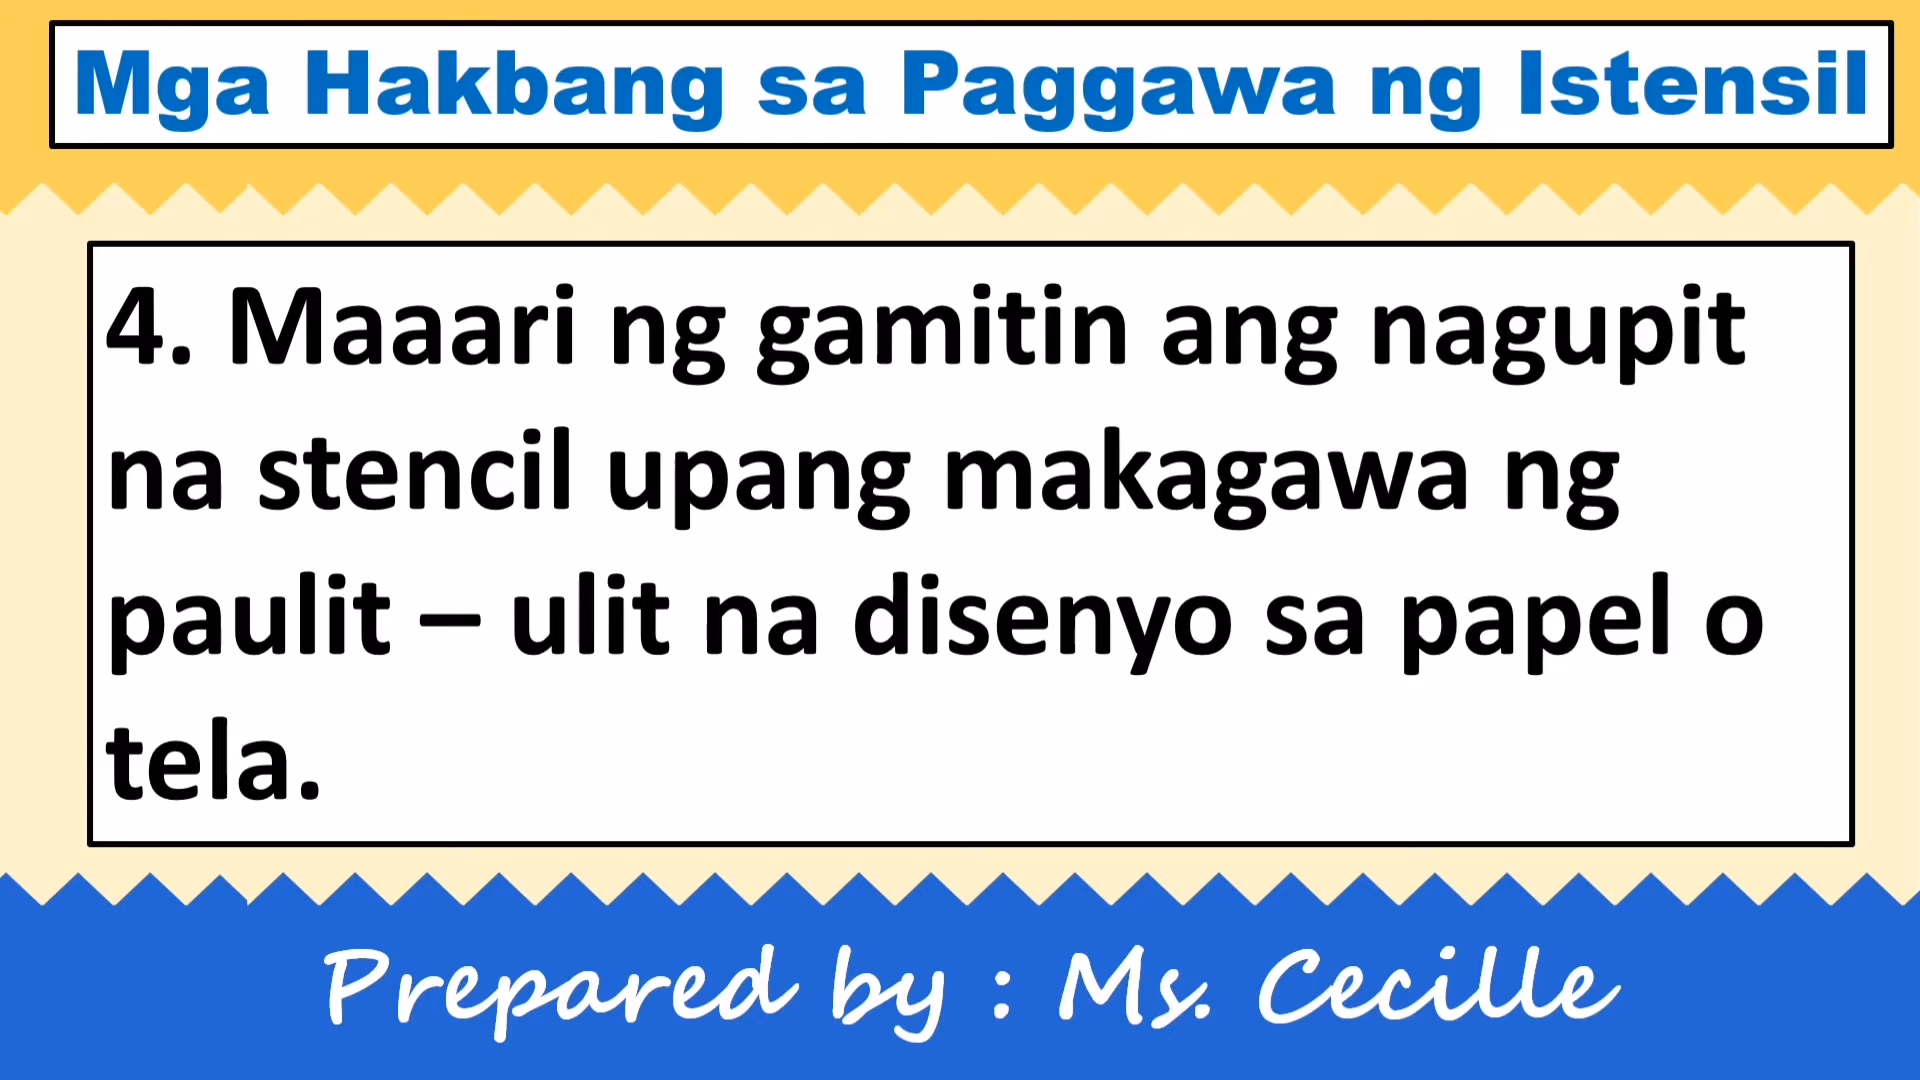 Mga Hakbang sa Paggawa ng Istensil
4. Maaari ng gamitin ang nagupit
na stencil upang makagawa ng
paulit – ulit na disenyo sa papel o
tela.
Prepared by : Ms. Cecille